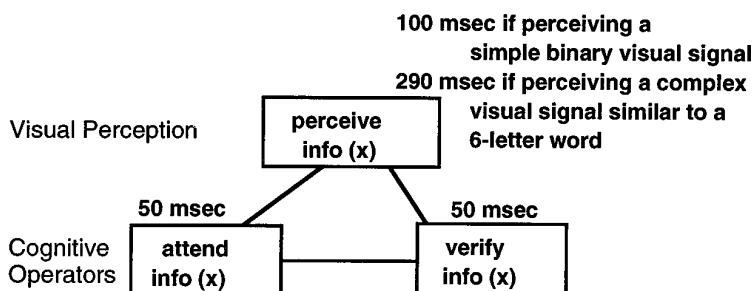 100 msec if perceiving a
simple binary visual signal
290 msec if perceiving a complex
visual signal similar to a
6-letter word
Visual Perception
perceive
info (x)
50 msec
50 msec
Cognitive
Operators
attend
info (x)
verify
info (x)